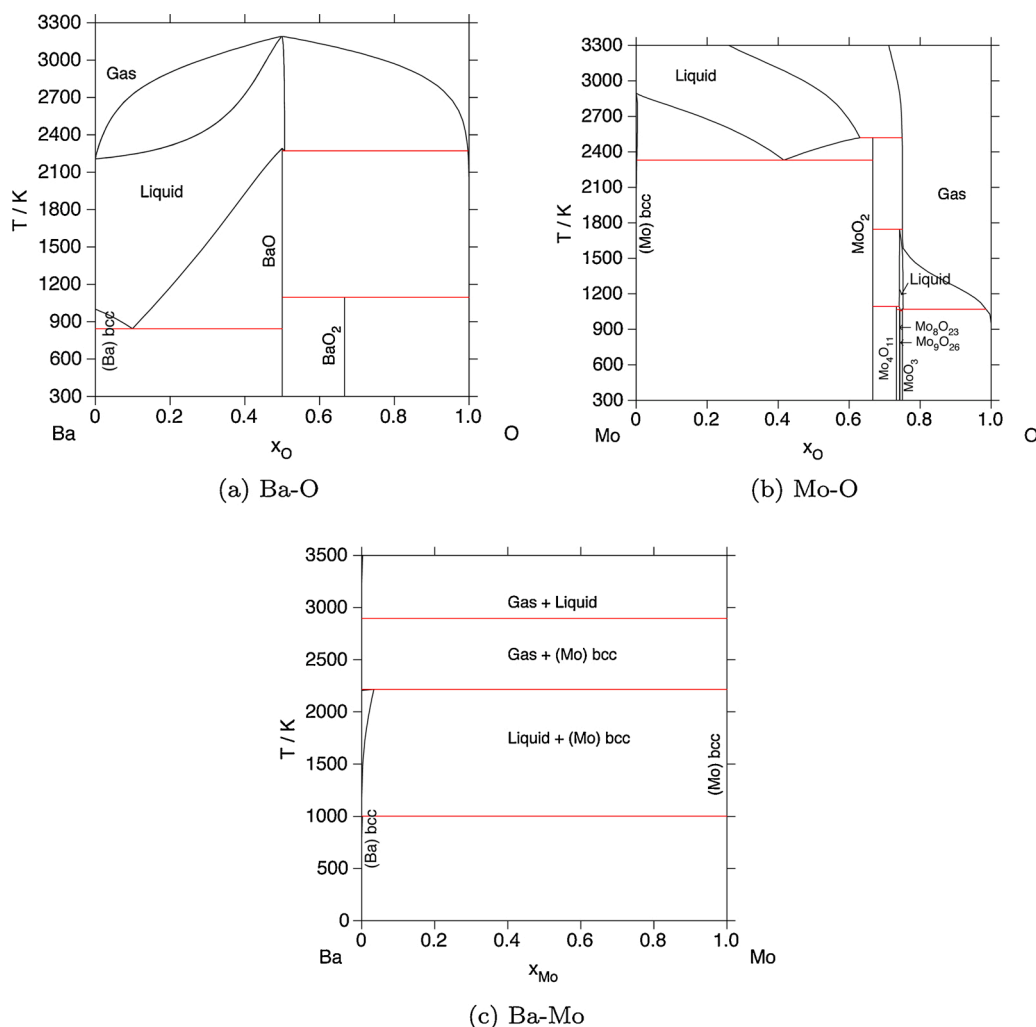 3300
3000
2700
2400
2100
1800
1500
1200
900
600
300
T / K
Gas
Liquid
BaO
BaO₂
(Ba) bcc
0
0.2
0.4
0.6
0.8
1.0
Ba
O
x_O
(a) Ba-O
3300
3000
2700
2400
2100
1800
1500
1200
900
600
300
T / K
Liquid
(Mo) bcc
MoO₂
Gas
Liquid
Mo₈O₂₃
Mo₉O₂₆
Mo₄O₁₁
MoO₃
0
0.2
0.4
0.6
0.8
1.0
Mo
O
x_O
(b) Mo-O
3500
3000
2500
2000
1500
1000
500
0
T / K
Gas + Liquid
Gas + (Mo) bcc
Liquid + (Mo) bcc
(Mo) bcc
(Ba) bcc
0
0.2
0.4
0.6
0.8
1.0
Ba
Mo
x_Mo
(c) Ba-Mo